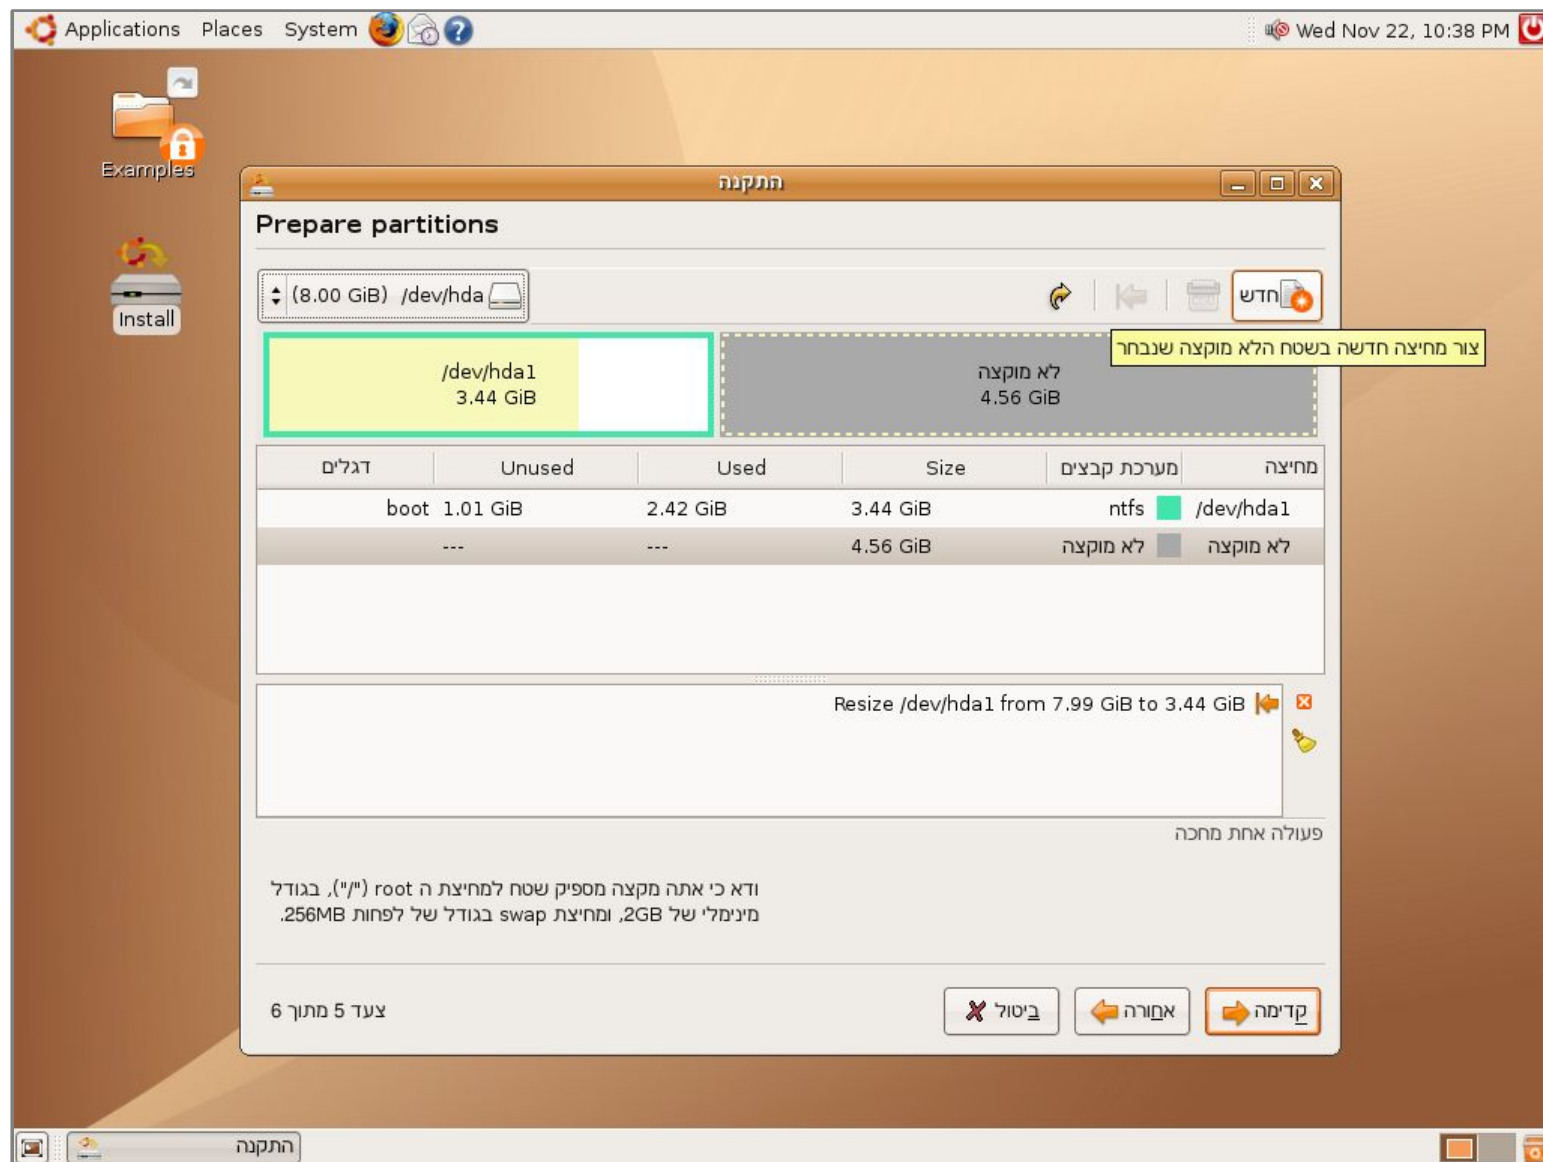 Applications Places System
Wed Nov 22, 10:38 PM
Examples
Install
התקנה
Prepare partitions
(8.00 GiB) /dev/hda
חדש
צור מחיצה חדשה בשטח הלא מוקצה שנבחר
/dev/hda1
3.44 GiB
לא מוקצה
4.56 GiB
מחיצה מערכת קבצים Size Used Unused דגלים
/dev/hda1 ntfs 3.44 GiB 2.42 GiB 1.01 GiB boot
לא מוקצה לא מוקצה 4.56 GiB --- ---
Resize /dev/hda1 from 7.99 GiB to 3.44 GiB
פעולה אחת מחכה
ודא כי אתה מקצה מספיק שטח למחיצת ה root ("/"), בגודל
מינימלי של 2GB, ומחיצת swap בגודל של לפחות 256MB.
צעד 5 מתוך 6
קדימה
אחורה
ביטול
התקנה